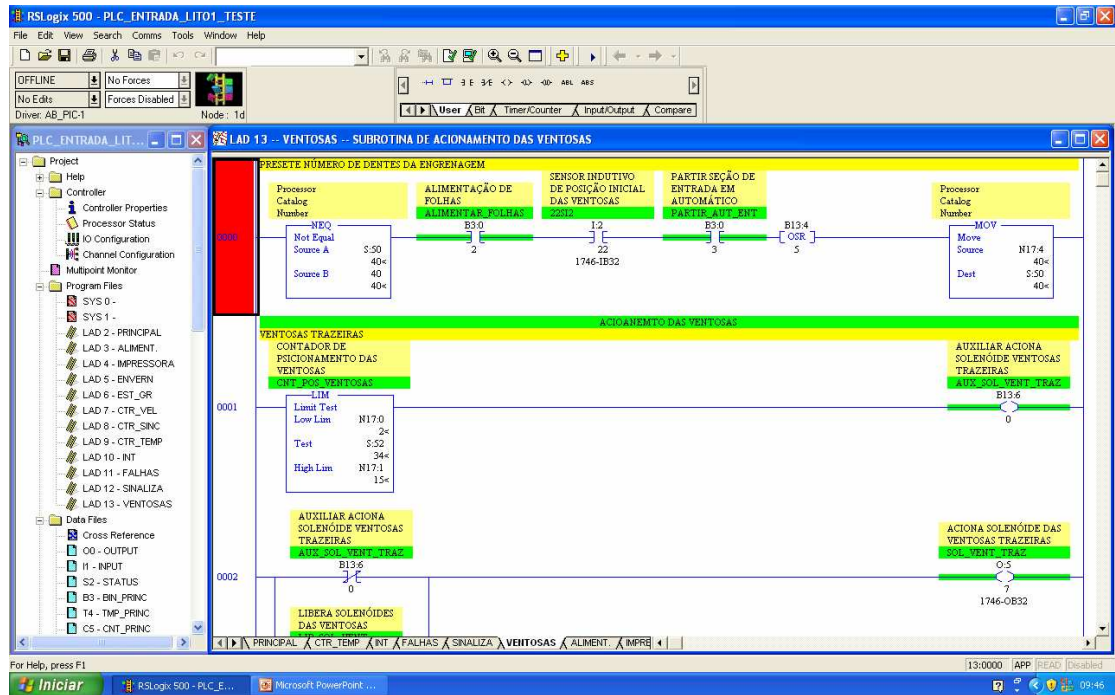 RSLogix 500 - PLC_ENTRADA_LITO1_TESTE
File Edit View Search Comms Tools Window Help
OFFLINE No Forces
No Edits Forces Disabled
Driver: AB_PIC-1 Node: 1d
ABL ABS
User Bit Timer/Counter Input/Output Compare
PLC_ENTRADA_LIT...
Project
Help
Controller
Controller Properties
Processor Status
IO Configuration
Channel Configuration
Multipoint Monitor
Program Files
SYS 0 -
SYS 1 -
LAD 2 - PRINCIPAL
LAD 3 - ALIMENT.
LAD 4 - IMPRESSORA
LAD 5 - ENVERN
LAD 6 - EST_GR
LAD 7 - CTR_VEL
LAD 8 - CTR_SINC
LAD 9 - CTR_TEMP
LAD 10 - INT
LAD 11 - FALHAS
LAD 12 - SINALIZA
LAD 13 - VENTOSAS
Data Files
Cross Reference
O0 - OUTPUT
I1 - INPUT
S2 - STATUS
B3 - BIN_PRINC
T4 - TMP_PRINC
C5 - CNT_PRINC
LAD 13 -- VENTOSAS -- SUBROTINA DE ACIONAMENTO DAS VENTOSAS
PRESETE NÚMERO DE DENTES DA ENGRENAGEM
0000
Processor
Catalog
Number
NEQ
Not Equal
Source A S:50
40<
Source B 40
40<
ALIMENTAÇÃO DE
FOLHAS
ALIMENTAR_FOLHAS
B3:0
2
SENSOR INDUTIVO
DE POSIÇÃO INICIAL
DAS VENTOSAS
22SI2
I:2
22
1746-IB32
PARTIR SEÇÃO DE
ENTRADA EM
AUTOMÁTICO
PARTIR_AUT_ENT
B3:0
3
B13:4
OSR
5
Processor
Catalog
Number
MOV
Move
Source N17:4
40<
Dest S:50
40<
ACIOANEMTO DAS VENTOSAS
VENTOSAS TRAZEIRAS
0001
CONTADOR DE
PSICIONAMENTO DAS
VENTOSAS
CNT_POS_VENTOSAS
LIM
Limit Test
Low Lim N17:0
2<
Test S:52
34<
High Lim N17:1
15<
AUXILIAR ACIONA
SOLENÓIDE VENTOSAS
TRAZEIRAS
AUX_SOL_VENT_TRAZ
B13:6
0
0002
AUXILIAR ACIONA
SOLENÓIDE VENTOSAS
TRAZEIRAS
AUX_SOL_VENT_TRAZ
B13:6
0
ACIONA SOLENÓIDE DAS
VENTOSAS TRAZEIRAS
SOL_VENT_TRAZ
O:5
7
1746-OB32
LIBERA SOLENÓIDES
DAS VENTOSAS
PRINCIPAL CTR_TEMP INT FALHAS SINALIZA VENTOSAS ALIMENT. IMPRE
For Help, press F1
13:0000 APP READ Disabled
Iniciar RSLogix 500 - PLC_E... Microsoft PowerPoint ... 09:46